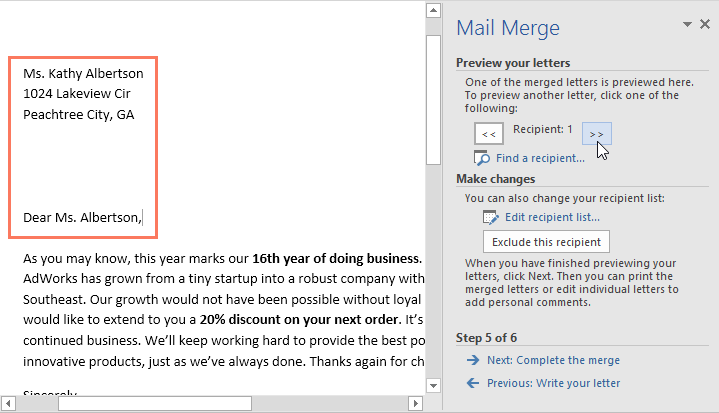 Ms. Kathy Albertson
1024 Lakeview Cir
Peachtree City, GA
Dear Ms. Albertson,
As you may know, this year marks our 16th year of doing business.
AdWorks has grown from a tiny startup into a robust company with
Southeast. Our growth would not have been possible without loyal
would like to extend to you a 20% discount on your next order. It's
continued business. We'll keep working hard to provide the best po
innovative products, just as we've always done. Thanks again for ch
Sincerely
Mail Merge
Preview your letters
One of the merged letters is previewed here.
To preview another letter, click one of the
following:
<< Recipient: 1 >>
Find a recipient...
Make changes
You can also change your recipient list:
Edit recipient list...
Exclude this recipient
When you have finished previewing your
letters, click Next. Then you can print the
merged letters or edit individual letters to
add personal comments.
Step 5 of 6
Next: Complete the merge
Previous: Write your letter